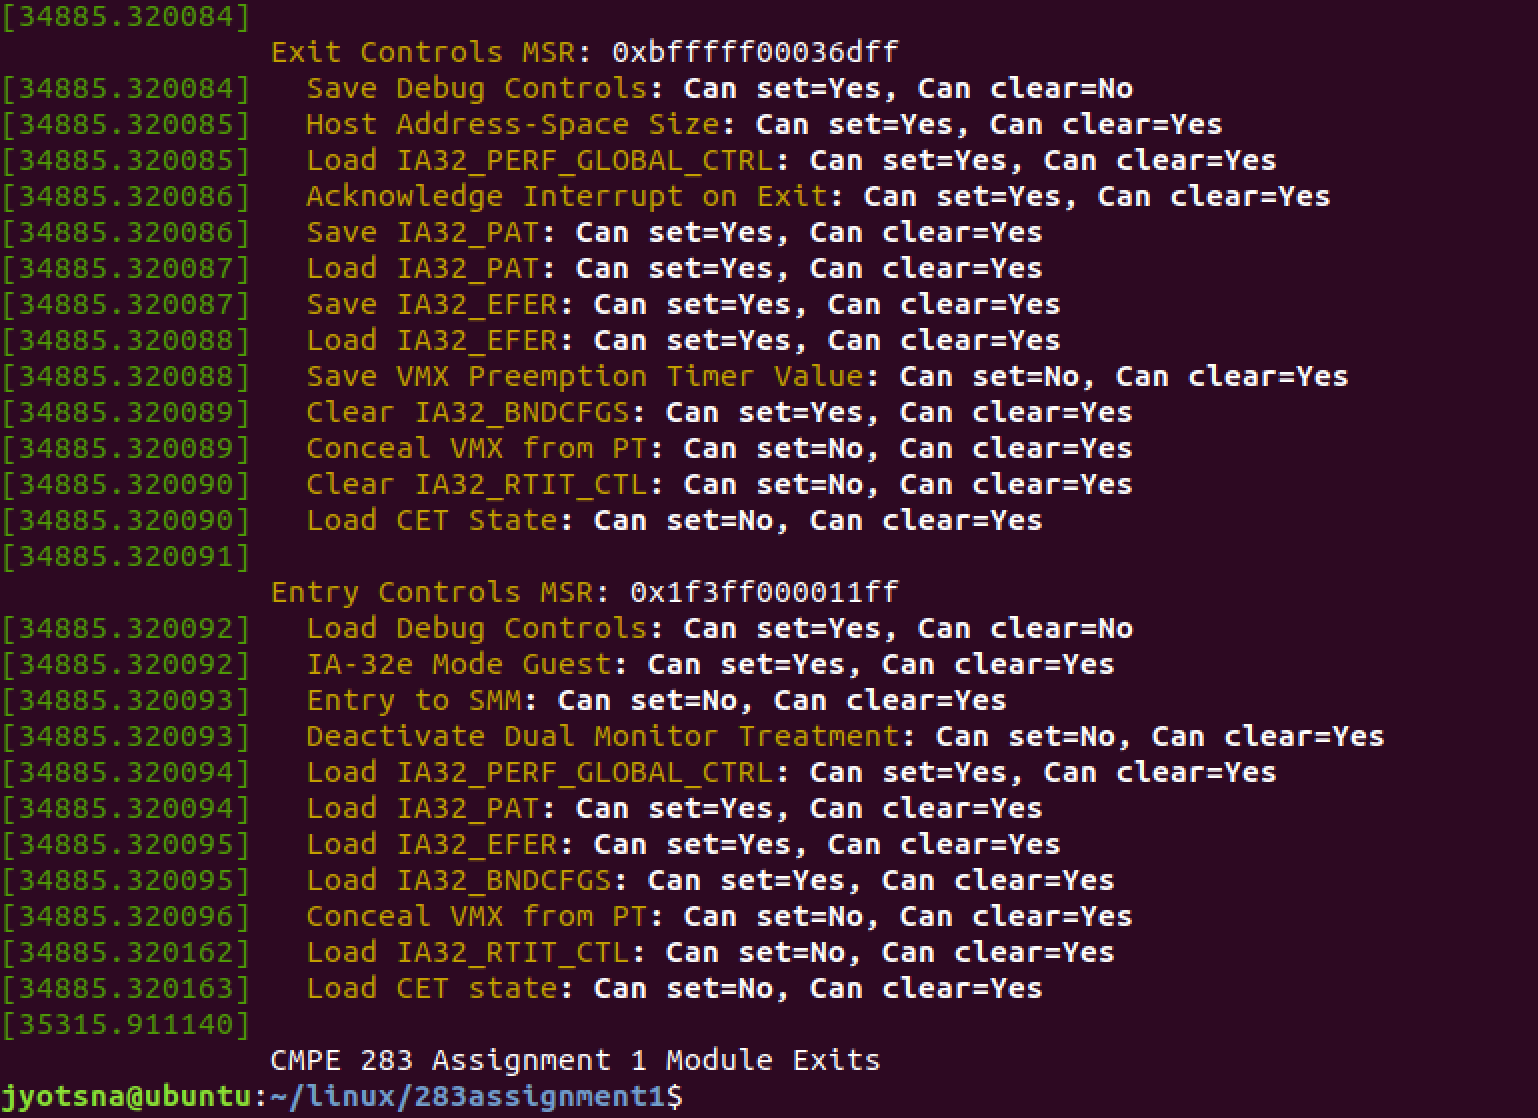 [34885.320084]
Exit Controls MSR: 0xbfffff00036dff
[34885.320084]   Save Debug Controls: Can set=Yes, Can clear=No
[34885.320085]   Host Address-Space Size: Can set=Yes, Can clear=Yes
[34885.320085]   Load IA32_PERF_GLOBAL_CTRL: Can set=Yes, Can clear=Yes
[34885.320086]   Acknowledge Interrupt on Exit: Can set=Yes, Can clear=Yes
[34885.320086]   Save IA32_PAT: Can set=Yes, Can clear=Yes
[34885.320087]   Load IA32_PAT: Can set=Yes, Can clear=Yes
[34885.320087]   Save IA32_EFER: Can set=Yes, Can clear=Yes
[34885.320088]   Load IA32_EFER: Can set=Yes, Can clear=Yes
[34885.320088]   Save VMX Preemption Timer Value: Can set=No, Can clear=Yes
[34885.320089]   Clear IA32_BNDCFGS: Can set=Yes, Can clear=Yes
[34885.320089]   Conceal VMX from PT: Can set=No, Can clear=Yes
[34885.320090]   Clear IA32_RTIT_CTL: Can set=No, Can clear=Yes
[34885.320090]   Load CET State: Can set=No, Can clear=Yes
[34885.320091]
Entry Controls MSR: 0x1f3ff000011ff
[34885.320092]   Load Debug Controls: Can set=Yes, Can clear=No
[34885.320092]   IA-32e Mode Guest: Can set=Yes, Can clear=Yes
[34885.320093]   Entry to SMM: Can set=No, Can clear=Yes
[34885.320093]   Deactivate Dual Monitor Treatment: Can set=No, Can clear=Yes
[34885.320094]   Load IA32_PERF_GLOBAL_CTRL: Can set=Yes, Can clear=Yes
[34885.320094]   Load IA32_PAT: Can set=Yes, Can clear=Yes
[34885.320095]   Load IA32_EFER: Can set=Yes, Can clear=Yes
[34885.320095]   Load IA32_BNDCFGS: Can set=Yes, Can clear=Yes
[34885.320096]   Conceal VMX from PT: Can set=No, Can clear=Yes
[34885.320162]   Load IA32_RTIT_CTL: Can set=No, Can clear=Yes
[34885.320163]   Load CET state: Can set=No, Can clear=Yes
[35315.911140]
CMPE 283 Assignment 1 Module Exits
jyotsna@ubuntu:~/linux/283assignment1$